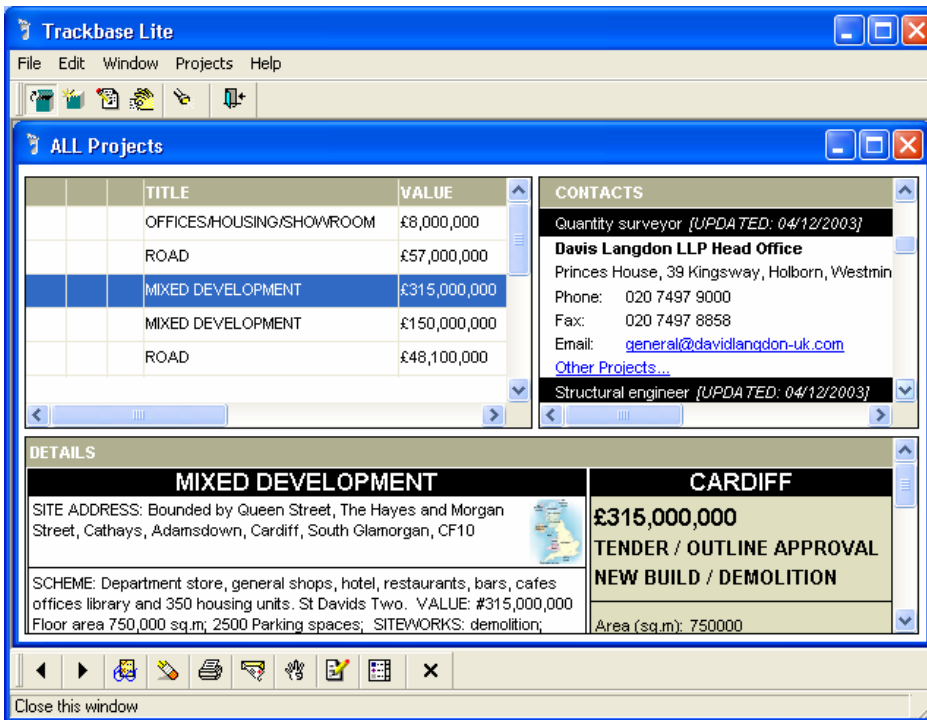 Trackbase Lite
File Edit Window Projects Help
ALL Projects
TITLE VALUE
OFFICES/HOUSING/SHOWROOM £8,000,000
ROAD £57,000,000
MIXED DEVELOPMENT £315,000,000
MIXED DEVELOPMENT £150,000,000
ROAD £48,100,000
CONTACTS
Quantity surveyor [UPDATED: 04/12/2003]
Davis Langdon LLP Head Office
Princes House, 39 Kingsway, Holborn, Westmin
Phone: 020 7497 9000
Fax: 020 7497 8858
Email: general@davidlangdon-uk.com
Other Projects...
Structural engineer [UPDATED: 04/12/2003]
DETAILS
MIXED DEVELOPMENT
SITE ADDRESS: Bounded by Queen Street, The Hayes and Morgan
Street, Cathays, Adamsdown, Cardiff, South Glamorgan, CF10
SCHEME: Department store, general shops, hotel, restaurants, bars, cafes
offices library and 350 housing units. St Davids Two. VALUE: #315,000,000
Floor area 750,000 sq.m; 2500 Parking spaces; SITEWORKS: demolition;
CARDIFF
£315,000,000
TENDER / OUTLINE APPROVAL
NEW BUILD / DEMOLITION
Area (sq.m): 750000
Close this window